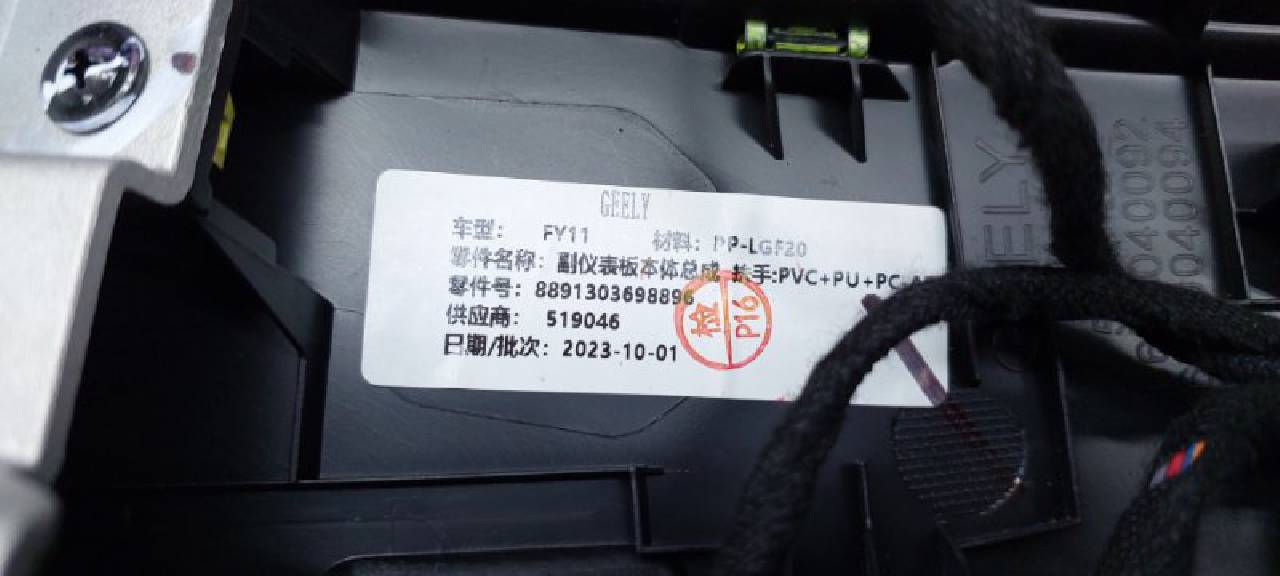 GEELY
车型: FY11 材料: PP-LGF20
零件名称: 副仪表板本体总成 扶手:PVC+PU+PC
零件号: 8891303698896
供应商: 519046
日期/批次: 2023-10-01
检 P16